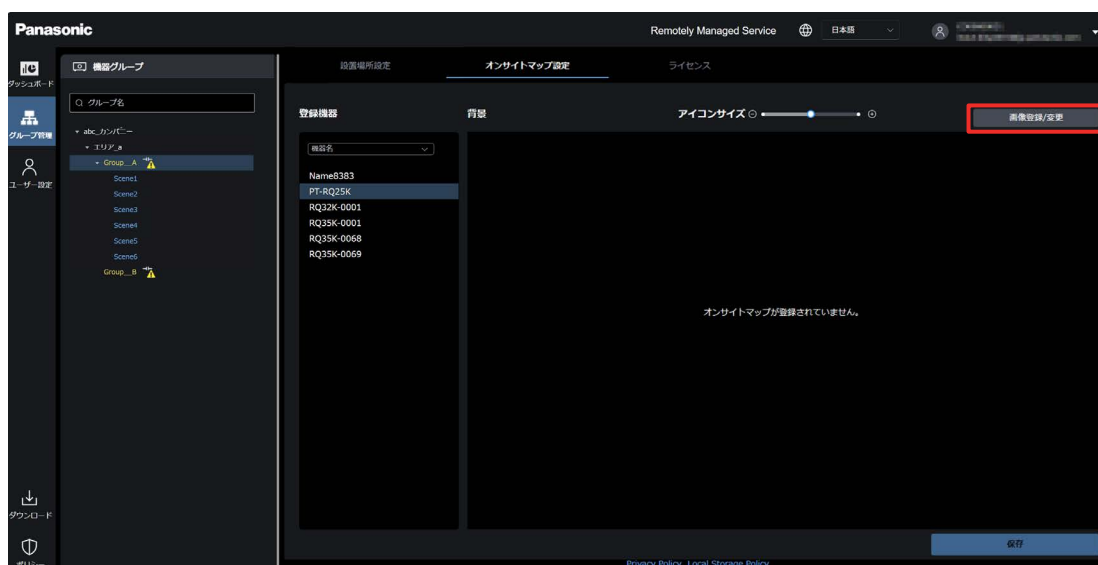 Panasonic
Remotely Managed Service
日本語
ダッシュボード
グループ管理
ユーザー設定
ダウンロード
ポリシー
機器グループ
グループ名
abc_カンパニー
エリア_a
Group__A
Scene1
Scene2
Scene3
Scene4
Scene5
Scene6
Group__B
設置場所設定
オンサイトマップ設定
ライセンス
登録機器
背景
アイコンサイズ
画像登録/変更
機器名
Name8383
PT-RQ25K
RQ32K-0001
RQ35K-0001
RQ35K-0068
RQ35K-0069
オンサイトマップが登録されていません。
保存
Privacy Policy Local Storage Policy